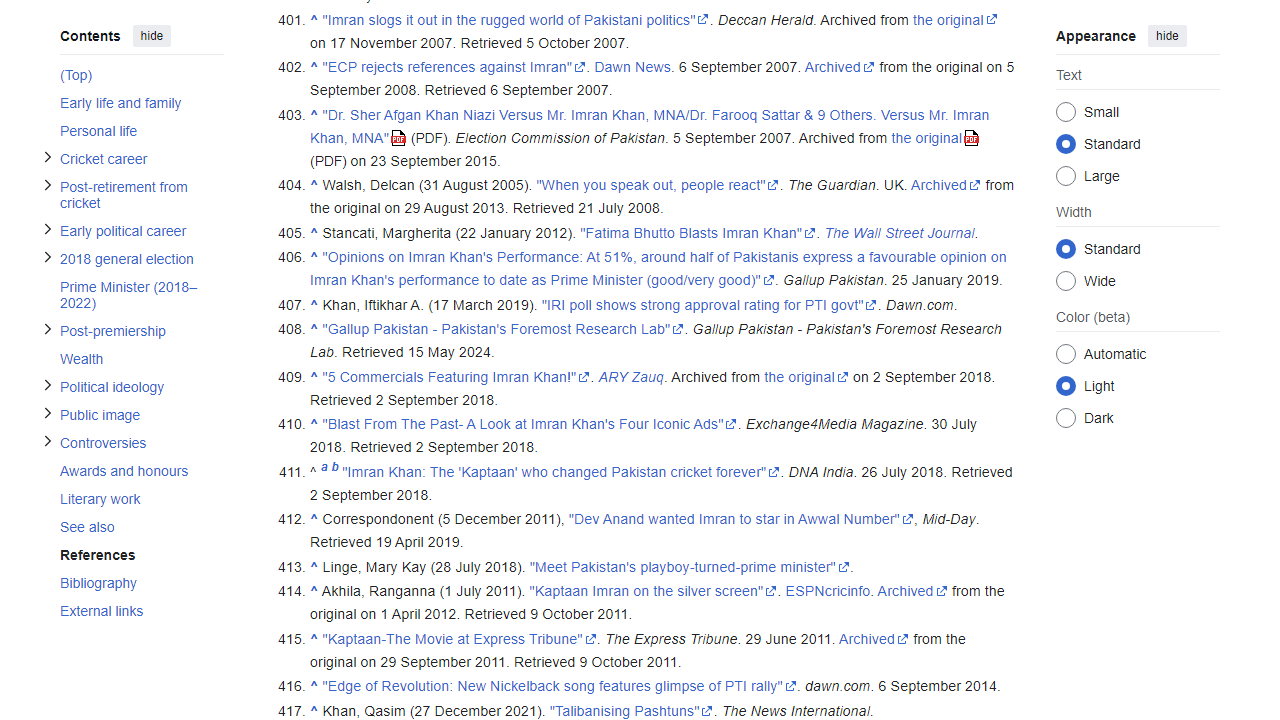 Contents hide
(Top)
Early life and family
Personal life
Cricket career
Post-retirement from
cricket
Early political career
2018 general election
Prime Minister (2018–
2022)
Post-premiership
Wealth
Political ideology
Public image
Controversies
Awards and honours
Literary work
See also
References
Bibliography
External links
401. ^ "Imran slogs it out in the rugged world of Pakistani politics". Deccan Herald. Archived from the original
on 17 November 2007. Retrieved 5 October 2007.
402. ^ "ECP rejects references against Imran". Dawn News. 6 September 2007. Archived from the original on 5
September 2008. Retrieved 6 September 2007.
403. ^ "Dr. Sher Afgan Khan Niazi Versus Mr. Imran Khan, MNA/Dr. Farooq Sattar & 9 Others. Versus Mr. Imran
Khan, MNA" PDF (PDF). Election Commission of Pakistan. 5 September 2007. Archived from the original PDF
(PDF) on 23 September 2015.
404. ^ Walsh, Delcan (31 August 2005). "When you speak out, people react". The Guardian. UK. Archived from
the original on 29 August 2013. Retrieved 21 July 2008.
405. ^ Stancati, Margherita (22 January 2012). "Fatima Bhutto Blasts Imran Khan". The Wall Street Journal.
406. ^ "Opinions on Imran Khan's Performance: At 51%, around half of Pakistanis express a favourable opinion on
Imran Khan's performance to date as Prime Minister (good/very good)". Gallup Pakistan. 25 January 2019.
407. ^ Khan, Iftikhar A. (17 March 2019). "IRI poll shows strong approval rating for PTI govt". Dawn.com.
408. ^ "Gallup Pakistan - Pakistan's Foremost Research Lab". Gallup Pakistan - Pakistan's Foremost Research
Lab. Retrieved 15 May 2024.
409. ^ "5 Commercials Featuring Imran Khan!". ARY Zauq. Archived from the original on 2 September 2018.
Retrieved 2 September 2018.
410. ^ "Blast From The Past- A Look at Imran Khan's Four Iconic Ads". Exchange4Media Magazine. 30 July
2018. Retrieved 2 September 2018.
411. ^ a b "Imran Khan: The 'Kaptaan' who changed Pakistan cricket forever". DNA India. 26 July 2018. Retrieved
2 September 2018.
412. ^ Correspondonent (5 December 2011), "Dev Anand wanted Imran to star in Awwal Number", Mid-Day.
Retrieved 19 April 2019.
413. ^ Linge, Mary Kay (28 July 2018). "Meet Pakistan's playboy-turned-prime minister".
414. ^ Akhila, Ranganna (1 July 2011). "Kaptaan Imran on the silver screen". ESPNcricinfo. Archived from the
original on 1 April 2012. Retrieved 9 October 2011.
415. ^ "Kaptaan-The Movie at Express Tribune". The Express Tribune. 29 June 2011. Archived from the
original on 29 September 2011. Retrieved 9 October 2011.
416. ^ "Edge of Revolution: New Nickelback song features glimpse of PTI rally". dawn.com. 6 September 2014.
417. ^ Khan, Qasim (27 December 2021). "Talibanising Pashtuns". The News International.
Appearance hide
Text
Small
Standard
Large
Width
Standard
Wide
Color (beta)
Automatic
Light
Dark